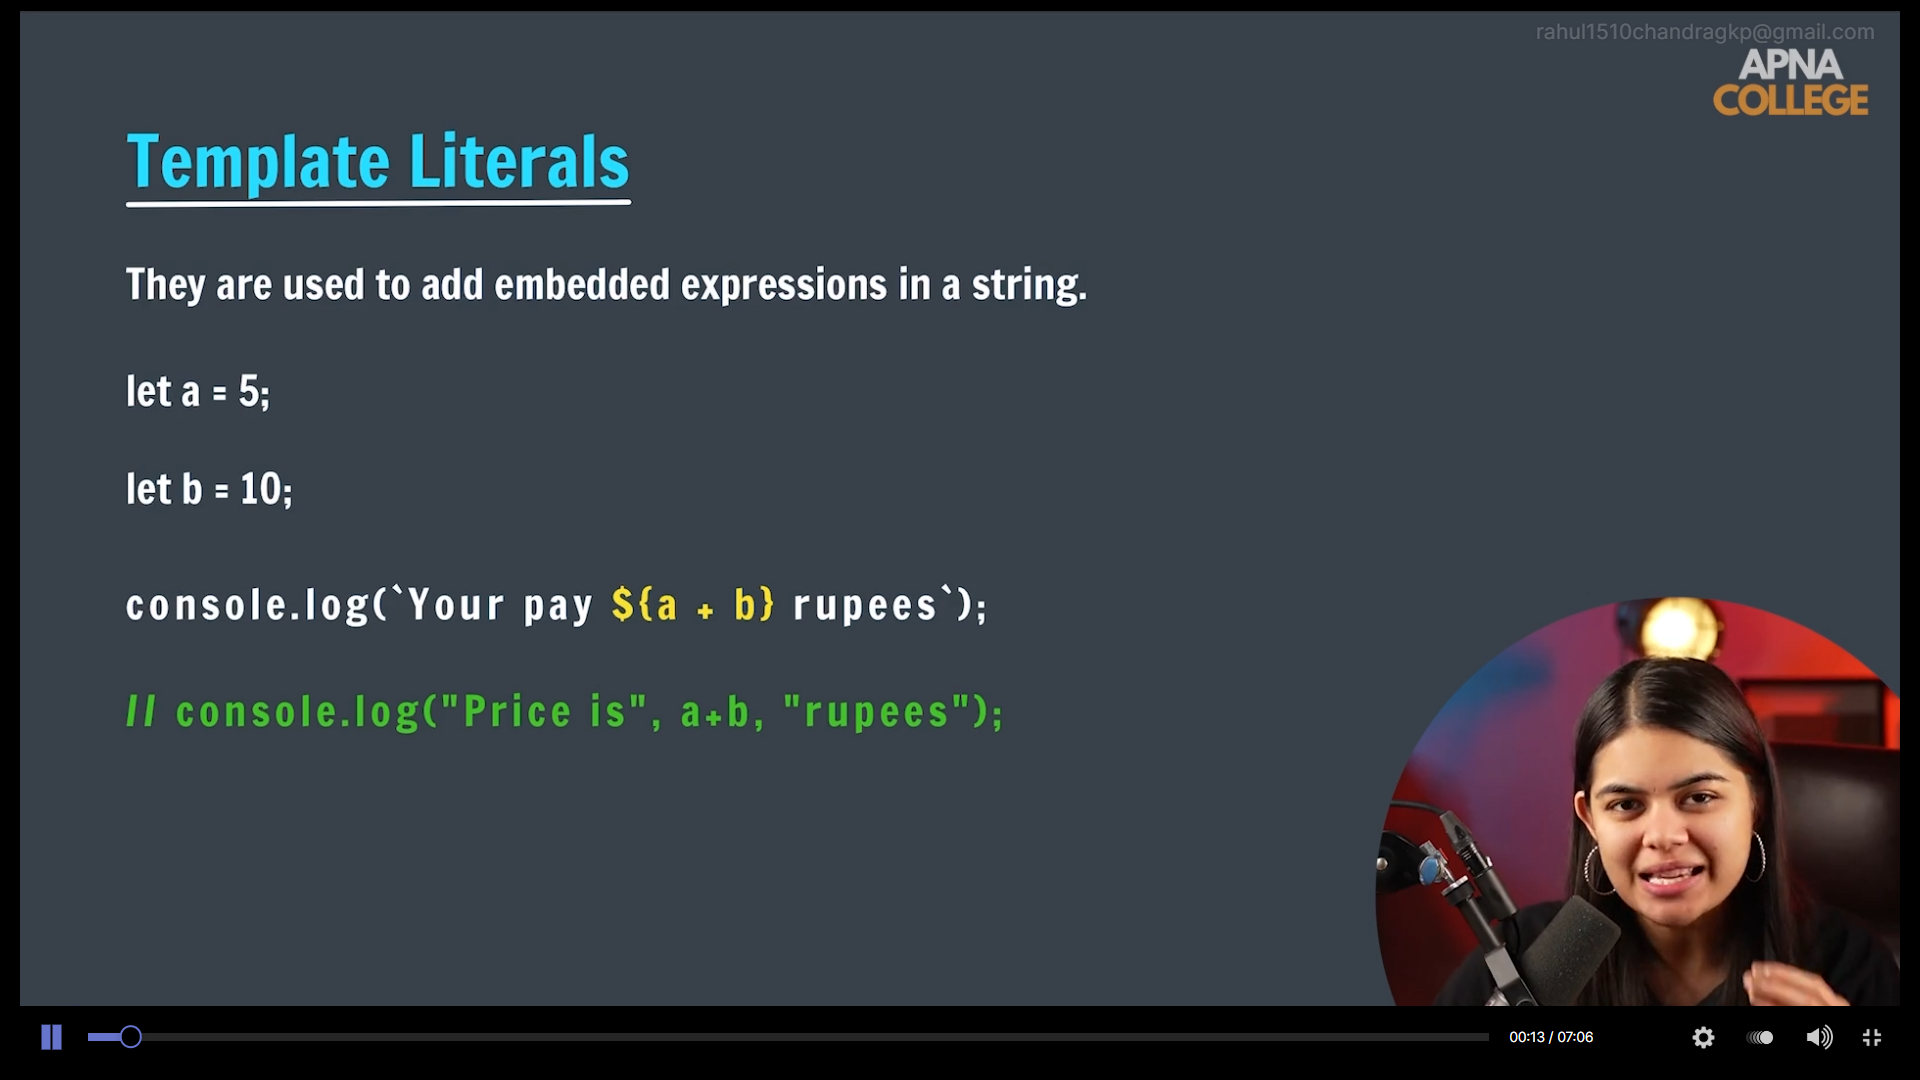 rahul1510chandragkp@gmail.com
APNA
COLLEGE
Template Literals
They are used to add embedded expressions in a string.
let a = 5;
let b = 10;
console.log(`Your pay ${a + b} rupees`);
// console.log("Price is", a+b, "rupees");
00:13 / 07:06